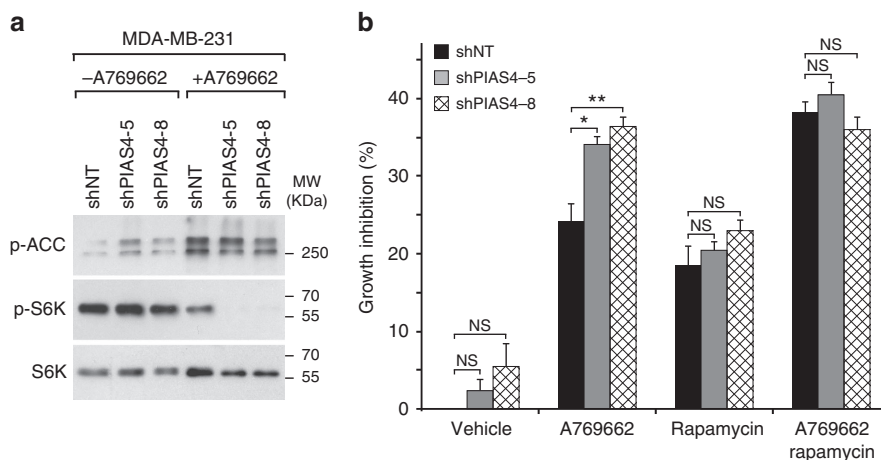 a
MDA-MB-231
–A769662 +A769662
shNT shPIAS4-5 shPIAS4-8 shNT shPIAS4-5 shPIAS4-8
MW
(KDa)
p-ACC
250
p-S6K
70
55
S6K
70
55
b
shNT
shPIAS4–5
shPIAS4–8
Growth inhibition (%)
40
30
20
10
0
NS
NS
*
**
NS
NS
NS
NS
Vehicle
A769662
Rapamycin
A769662
rapamycin